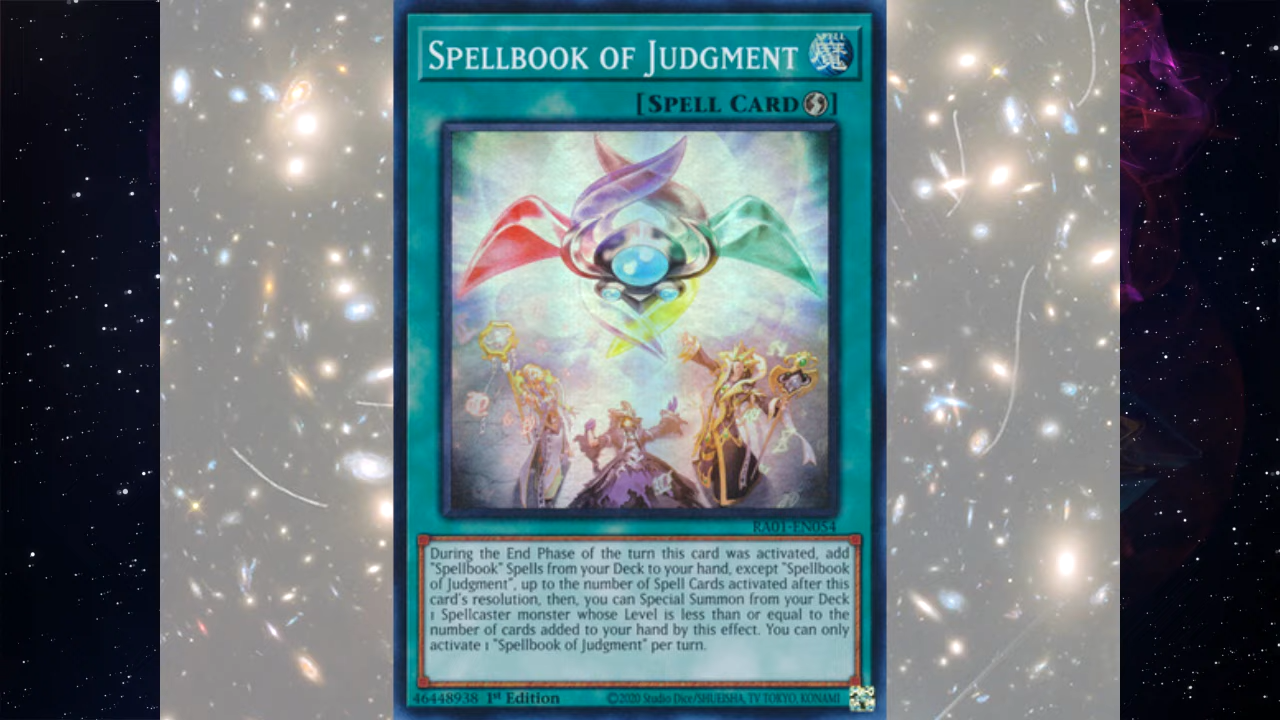 SPELLBOOK OF JUDGMENT
SPELL
魔
[SPELL CARD]
RA01-EN054
During the End Phase of the turn this card was activated, add
"Spellbook" Spells from your Deck to your hand, except "Spellbook
of Judgment", up to the number of Spell Cards activated after this
card's resolution, then, you can Special Summon from your Deck
1 Spellcaster monster whose Level is less than or equal to the
number of cards added to your hand by this effect. You can only
activate 1 "Spellbook of Judgment" per turn.
46448938 1st Edition ©2020 Studio Dice/SHUEISHA, TV TOKYO, KONAMI